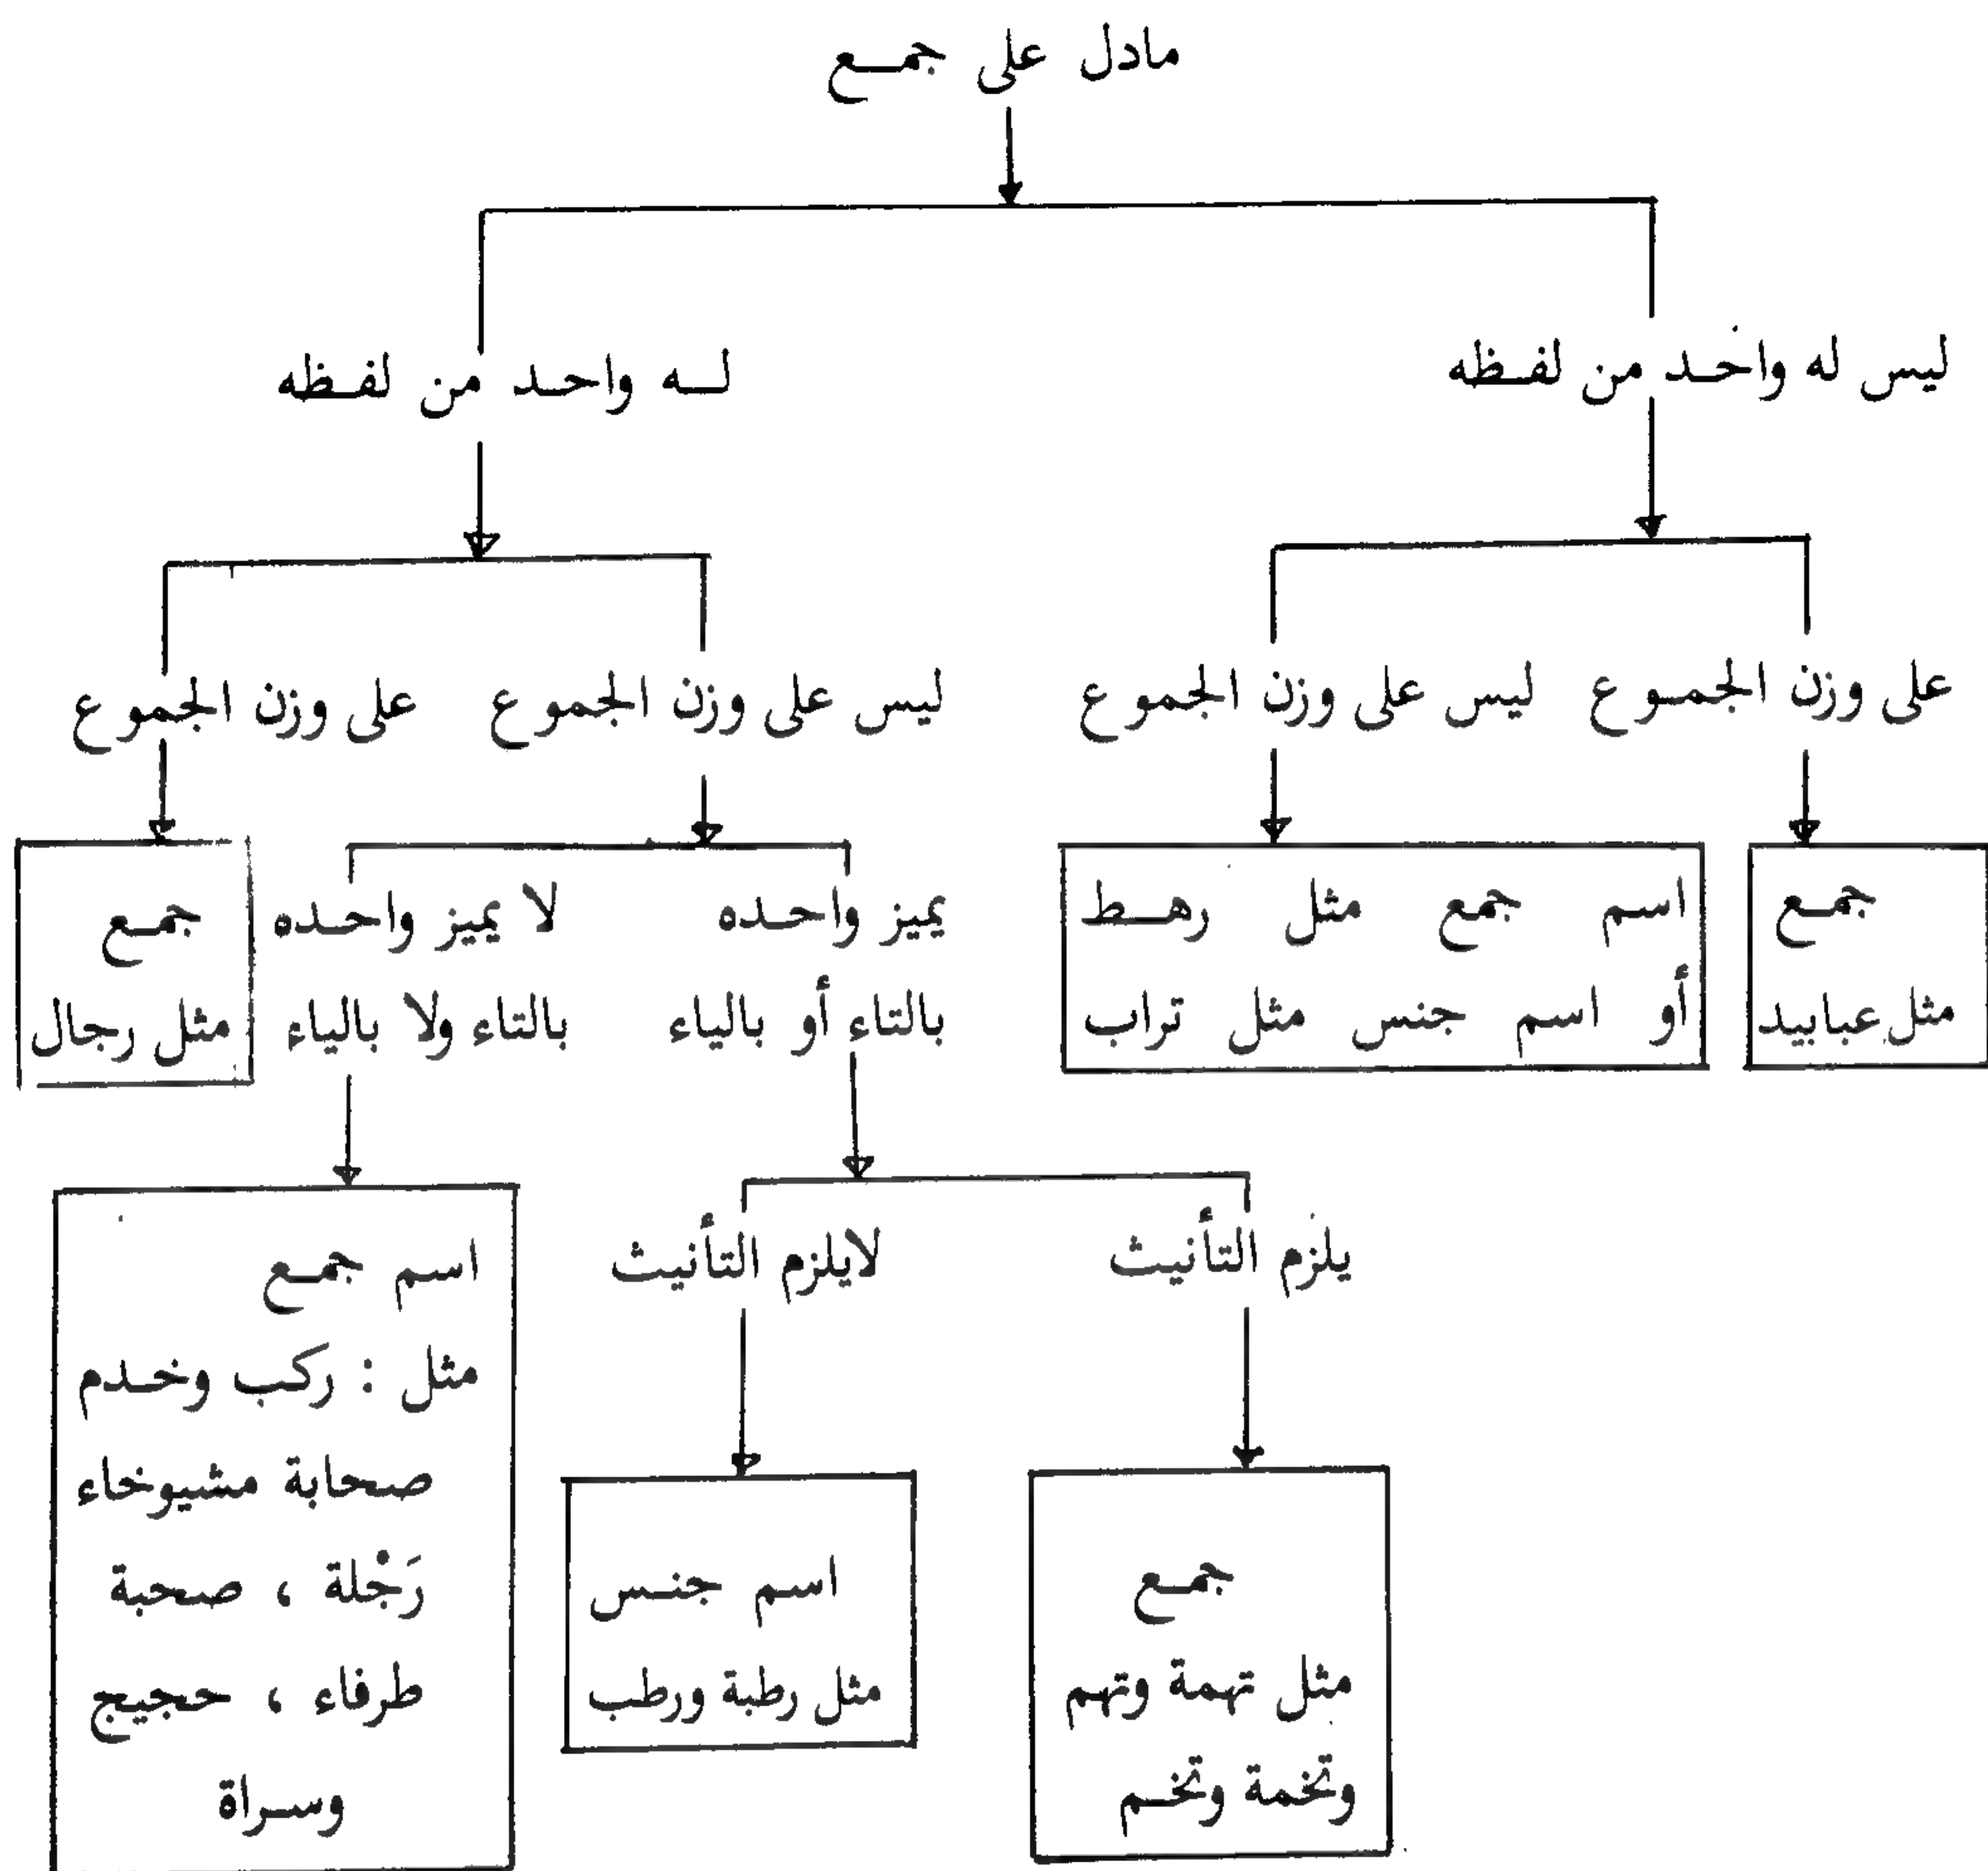 مادل على جمع
ليس له واحد من لفظه
له واحد من لفظه
على وزن الجموع
ليس على وزن الجموع
ليس على وزن الجموع
على وزن الجموع
جمع
مثل عبابيد
اسم جمع مثل رهط
أو اسم جنس مثل تراب
يميز واحده
بالتاء أو بالياء
لا يميز واحده
بالتاء ولا بالياء
جمع
مثل رجال
يلزم التأنيث
لايلزم التأنيث
جمع
مثل تهمة وتهم
وتخمة وتخم
اسم جنس
مثل رطبة ورطب
اسم جمع
مثل : ركب وخدم
صحابة مشيوخاء
رَجْلة ، صحبة
طرفاء ، حجيج
وسراة